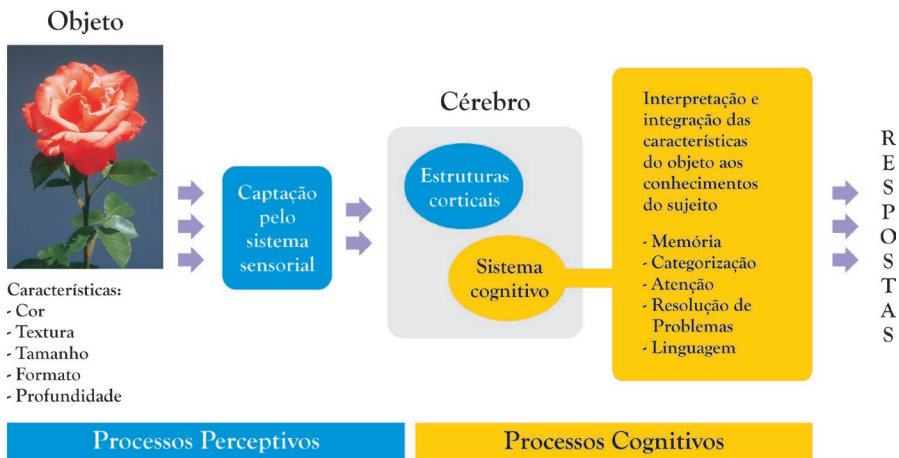 Objeto
Características:
- Cor
- Textura
- Tamanho
- Formato
- Profundidade
Captação
pelo
sistema
sensorial
Cérebro
Estruturas
corticais
Sistema
cognitivo
Interpretação e
integração das
características
do objeto aos
conhecimentos
do sujeito
- Memória
- Categorização
- Atenção
- Resolução de
Problemas
- Linguagem
R
E
S
P
O
S
T
A
S
Processos Perceptivos
Processos Cognitivos